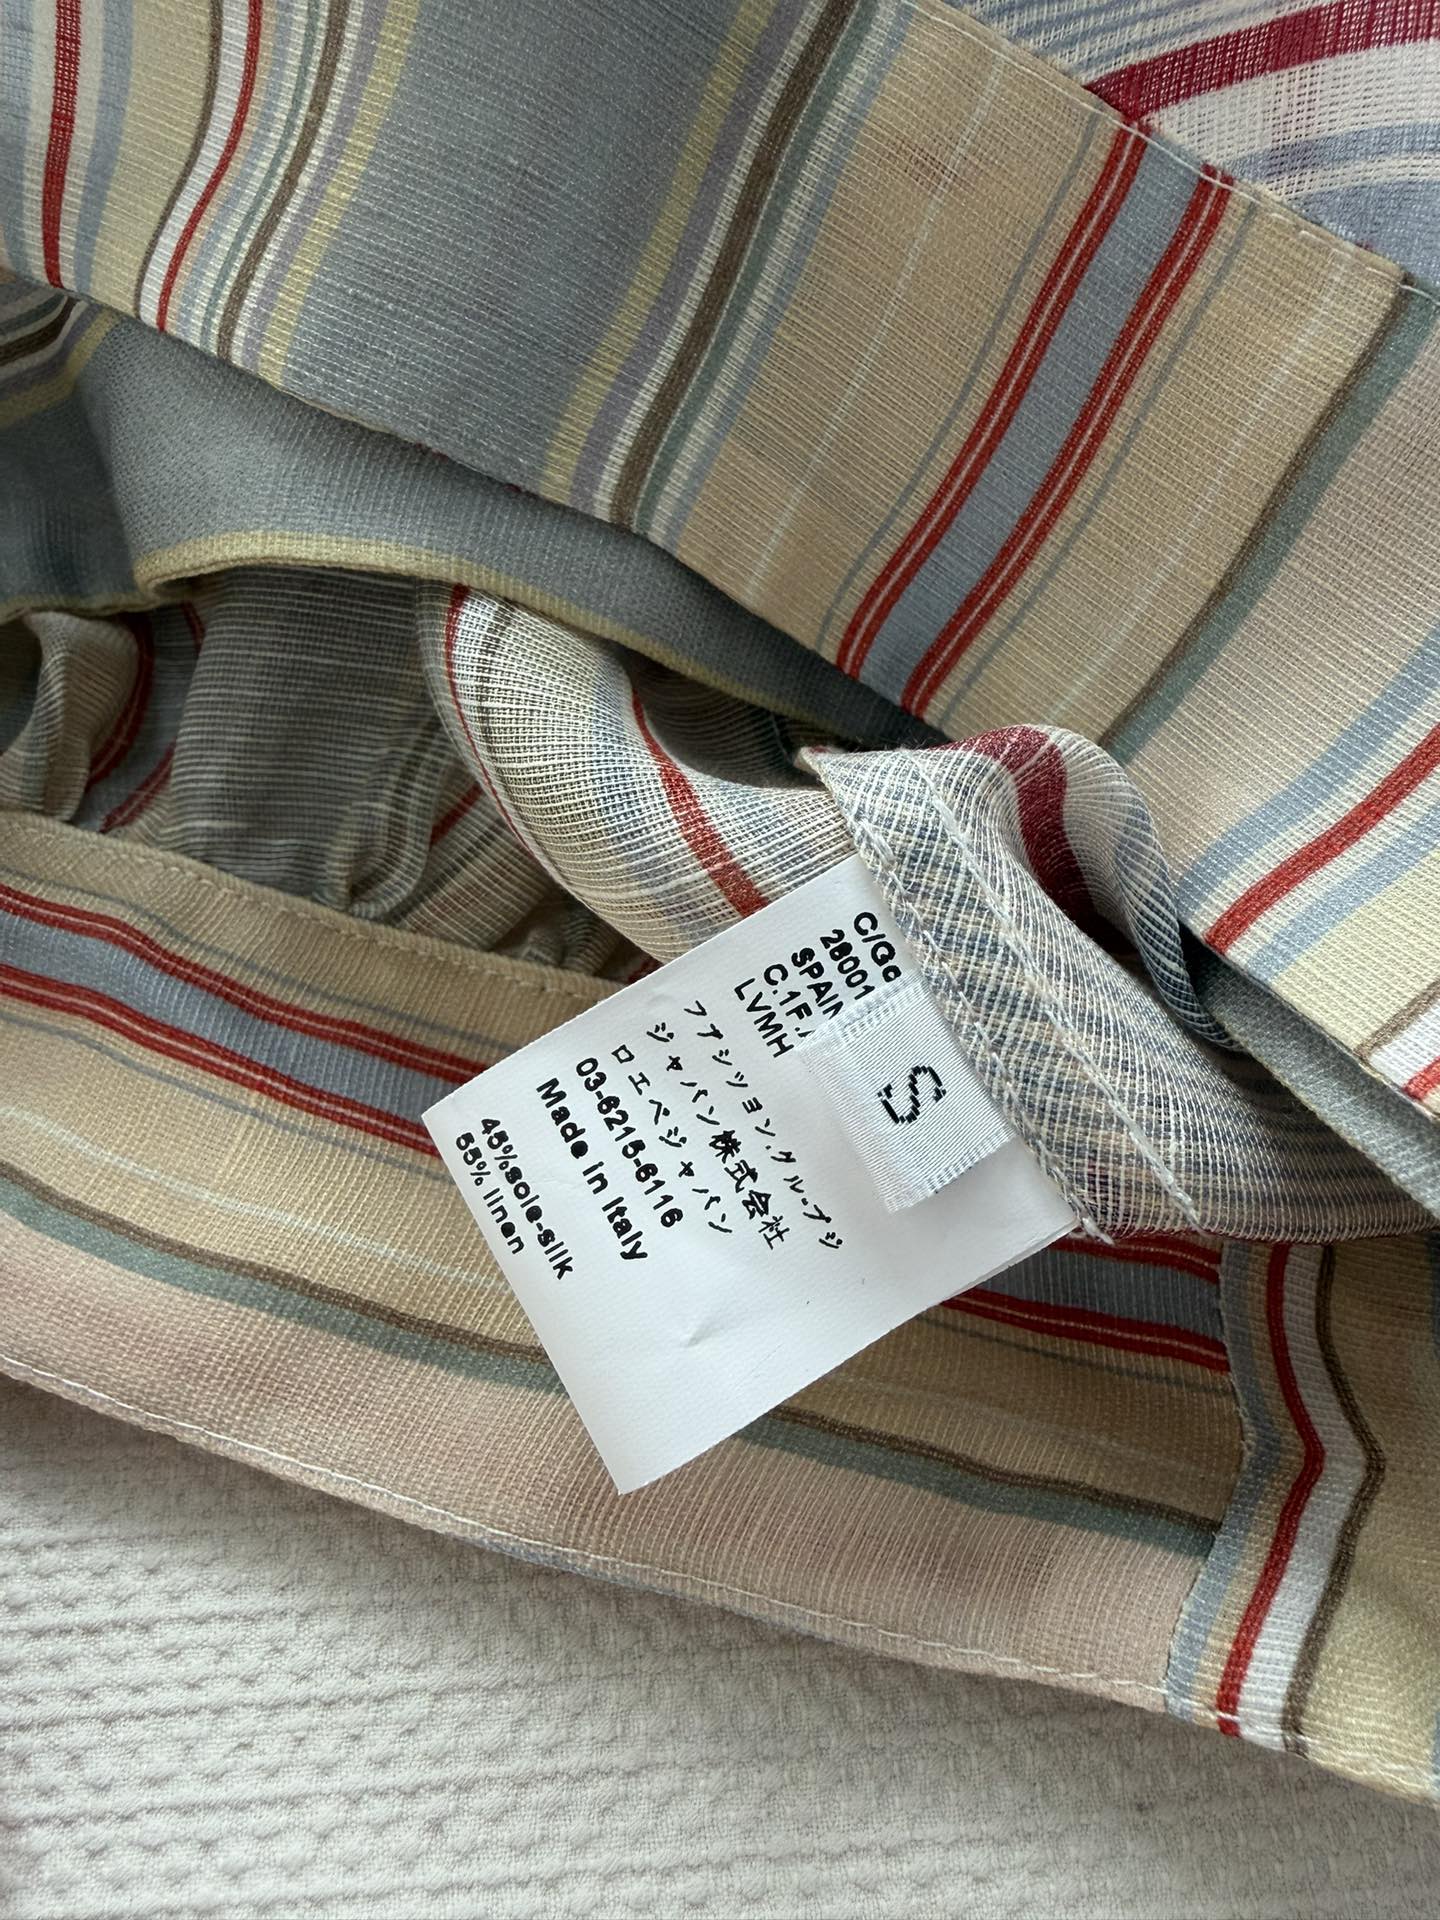 C/Go
28001
SPAIN
C.1F.
LVMH
S
ファッション.グループ
ジャパン株式会社
ロエベジャパン
03-6215-6116
Made in Italy
45%soie-silk
55% linen